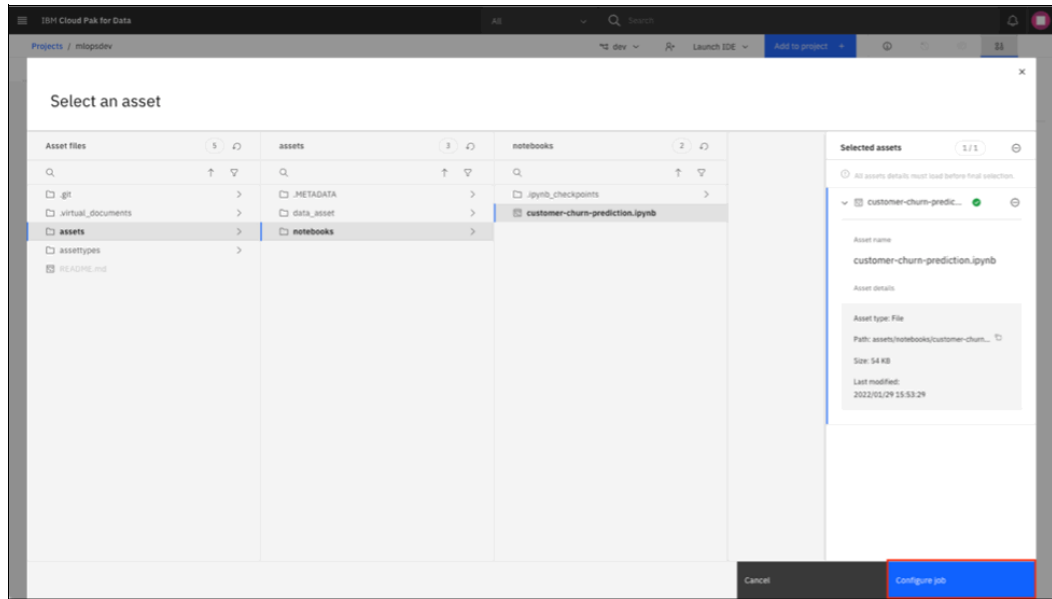 IBM Cloud Pak for Data
All
Search
Projects / mlopsdev
dev
Launch IDE
Add to project +
Select an asset
Asset files
5
.git
.virtual_documents
assets
assettypes
README.md
assets
3
.METADATA
data_asset
notebooks
notebooks
2
.ipynb_checkpoints
customer-churn-prediction.ipynb
Selected assets
1/1
All assets details must load before final selection.
customer-churn-predic...
Asset name
customer-churn-prediction.ipynb
Asset details
Asset type: File
Path: assets/notebooks/customer-churn...
Size: 54 KB
Last modified:
2022/01/29 15:53:29
Cancel
Configure job